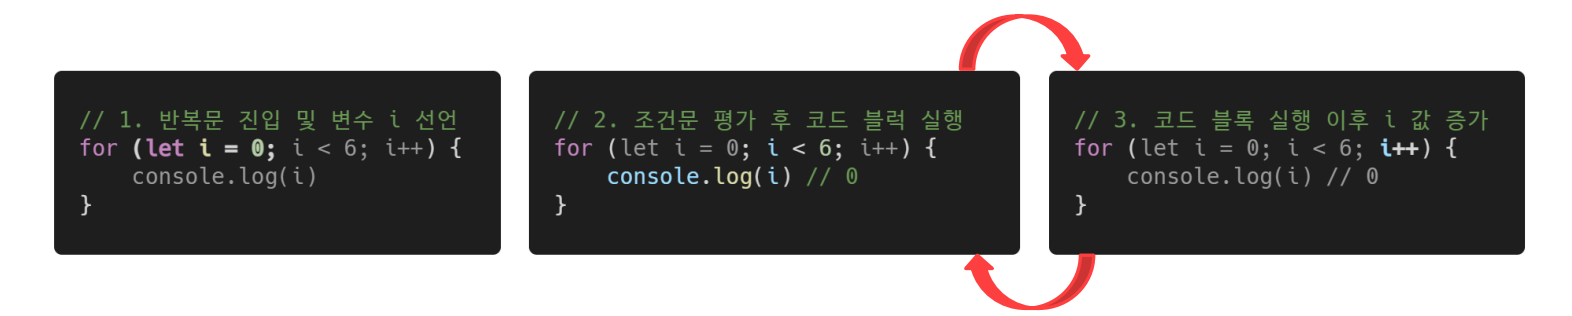 // 1. 반복문 진입 및 변수 i 선언
for (let i = 0; i < 6; i++) {
    console.log(i)
}
// 2. 조건문 평가 후 코드 블럭 실행
for (let i = 0; i < 6; i++) {
    console.log(i) // 0
}
// 3. 코드 블록 실행 이후 i 값 증가
for (let i = 0; i < 6; i++) {
    console.log(i) // 0
}